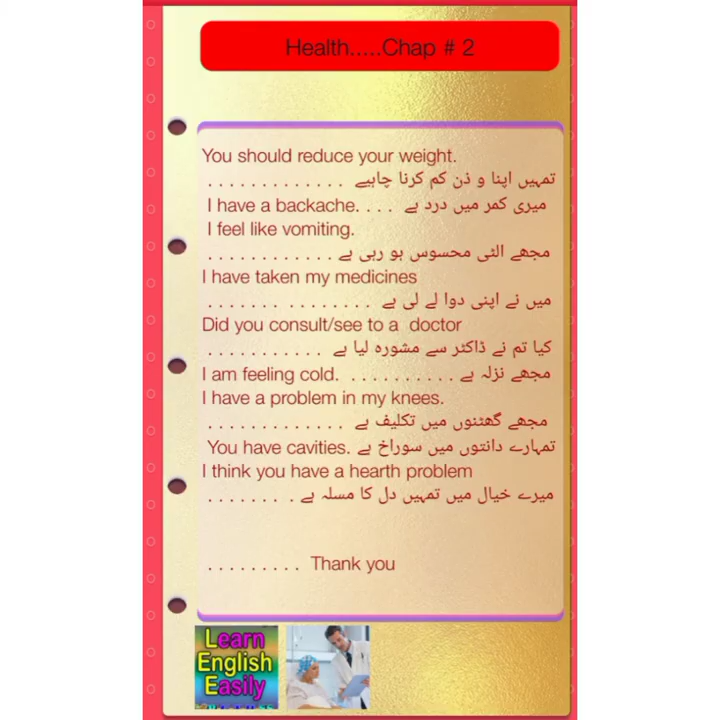 Health.....Chap # 2
You should reduce your weight.
تمہیں اپنا و ذن کم کرنا چاہیے . . . . . . . . . . . . .
I have a backache. . . . میری کمر میں درد ہے
I feel like vomiting.
مجھے الٹی محسوس ہو رہی ہے . . . . . . . . . . . .
I have taken my medicines
میں نے اپنی دوا لے لی ہے . . . . . . . . . . . . . . .
Did you consult/see to a doctor
کیا تم نے ڈاکٹر سے مشورہ لیا ہے . . . . . . . . . . .
I am feeling cold. . . . . . . . . . . مجھے نزلہ ہے
I have a problem in my knees.
مجھے گھٹنوں میں تکلیف ہے . . . . . . . . . . . . .
You have cavities. تمہارے دانتوں میں سوراخ ہے
I think you have a hearth problem
میرے خیال میں تمہیں دل کا مسلہ ہے . . . . . . . .
. . . . . . . . . Thank you
Learn
English
Easily